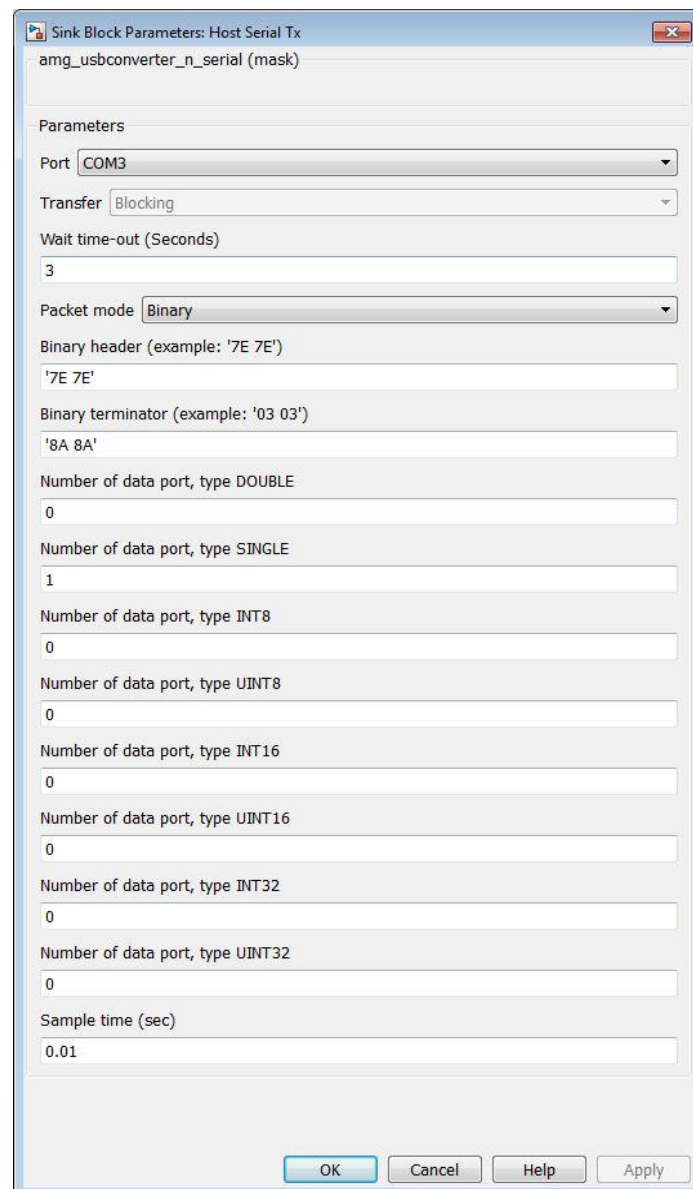 Sink Block Parameters: Host Serial Tx
amg_usbconverter_n_serial (mask)
Parameters
Port COM3
Transfer Blocking
Wait time-out (Seconds)
3
Packet mode Binary
Binary header (example: '7E 7E')
'7E 7E'
Binary terminator (example: '03 03')
'8A 8A'
Number of data port, type DOUBLE
0
Number of data port, type SINGLE
1
Number of data port, type INT8
0
Number of data port, type UINT8
0
Number of data port, type INT16
0
Number of data port, type UINT16
0
Number of data port, type INT32
0
Number of data port, type UINT32
0
Sample time (sec)
0.01
OK Cancel Help Apply